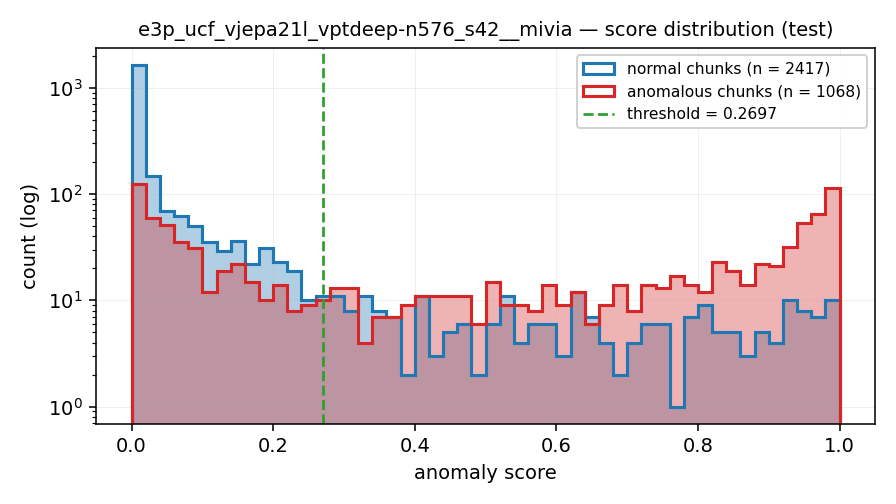 e3p_ucf_vjepa21l_vptdeep-n576_s42__mivia — score distribution (test)
normal chunks (n = 2417)
anomalous chunks (n = 1068)
threshold = 0.2697
count (log)
10³
10²
10¹
10⁰
0.0 0.2 0.4 0.6 0.8 1.0
anomaly score